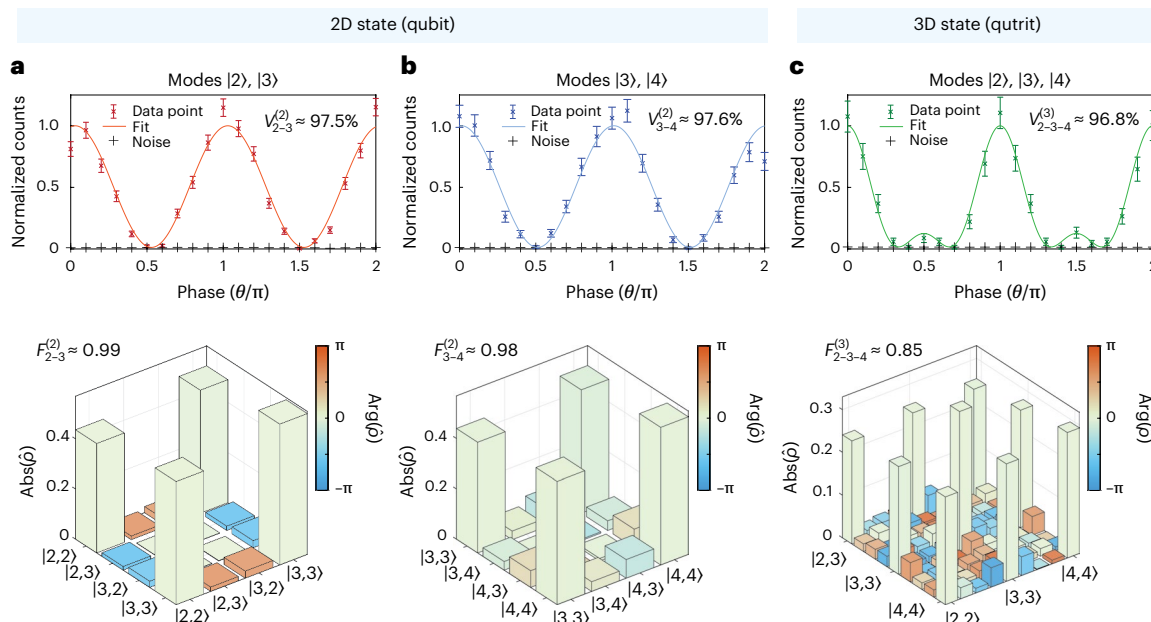 2D state (qubit)
3D state (qutrit)
a
Modes |2⟩, |3⟩
Normalized counts
1.0
0.5
0
Data point
Fit
Noise
V₂₋₃⁽²⁾ ≈ 97.5%
0
0.5
1
1.5
2
Phase (θ/π)
b
Modes |3⟩, |4⟩
Normalized counts
1.0
0.5
0
Data point
Fit
Noise
V₃₋₄⁽²⁾ ≈ 97.6%
0
0.5
1
1.5
2
Phase (θ/π)
c
Modes |2⟩, |3⟩, |4⟩
Normalized counts
1.0
0.5
0
Data point
Fit
Noise
V₂₋₃₋₄⁽³⁾ ≈ 96.8%
0
0.5
1.0
1.5
2
Phase (θ/π)
F₂₋₃⁽²⁾ ≈ 0.99
Abs(ρ̂)
0.4
0.2
0
|2,2⟩
|2,3⟩
|3,2⟩
|3,3⟩
|2,2⟩
|2,3⟩
|3,2⟩
|3,3⟩
π
0
−π
Arg(ρ̂)
F₃₋₄⁽²⁾ ≈ 0.98
Abs(ρ̂)
0.4
0.2
0
|3,3⟩
|3,4⟩
|4,3⟩
|4,4⟩
|3,3⟩
|3,4⟩
|4,3⟩
|4,4⟩
π
0
−π
Arg(ρ̂)
F₂₋₃₋₄⁽³⁾ ≈ 0.85
Abs(ρ̂)
0.3
0.2
0.1
0
|2,3⟩
|3,3⟩
|4,4⟩
|2,2⟩
|3,3⟩
|4,4⟩
π
0
−π
Arg(ρ̂)